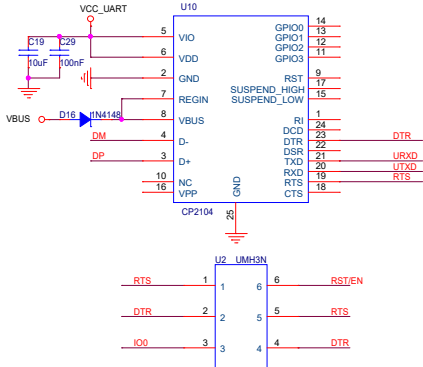 VCC_UART
U10
C19
C29
10uF
100nF
5
VIO
6
VDD
2
GND
7
REGIN
VBUS
D16
1N4148
8
VBUS
DM
4
D-
DP
3
D+
10
NC
16
VPP
GPIO0
14
GPIO1
13
GPIO2
12
GPIO3
11
RST
9
SUSPEND_HIGH
17
SUSPEND_LOW
15
RI
1
DCD
24
DTR
23
DTR
DSR
22
TXD
21
URXD
RXD
20
UTXD
RTS
19
RTS
CTS
18
GND
25
CP2104
U2 UMH3N
RTS
1
1
6
6
RST/EN
DTR
2
2
5
5
RTS
IO0
3
3
4
4
DTR